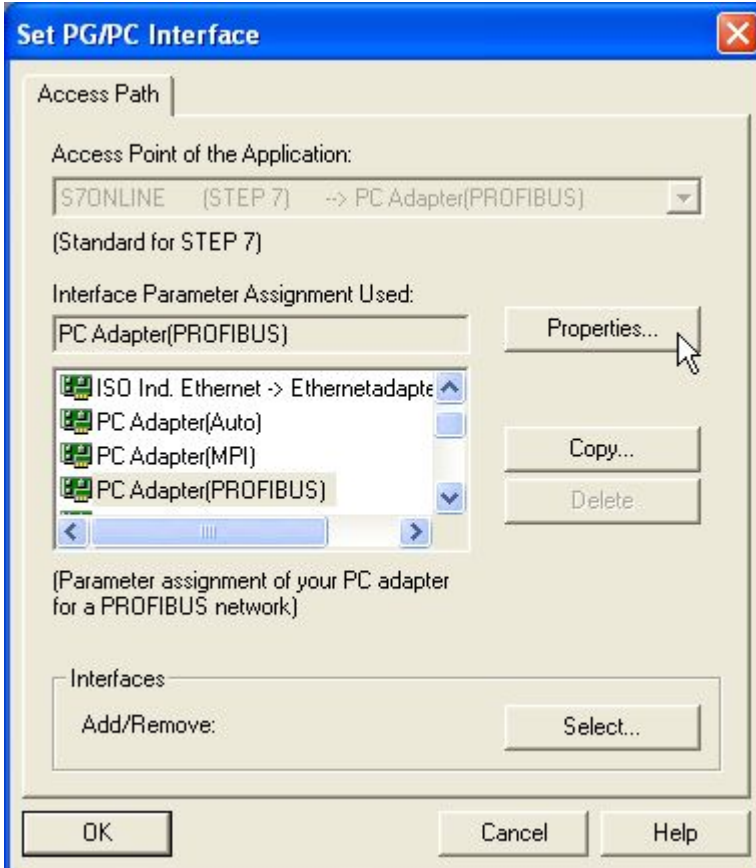 Set PG/PC Interface
Access Path
Access Point of the Application:
S7ONLINE (STEP 7) --> PC Adapter(PROFIBUS)
(Standard for STEP 7)
Interface Parameter Assignment Used:
PC Adapter(PROFIBUS)
Properties...
ISO Ind. Ethernet -> Ethernetadapte
PC Adapter(Auto)
PC Adapter(MPI)
PC Adapter(PROFIBUS)
Copy...
Delete
(Parameter assignment of your PC adapter
for a PROFIBUS network)
Interfaces
Add/Remove:
Select...
OK
Cancel
Help